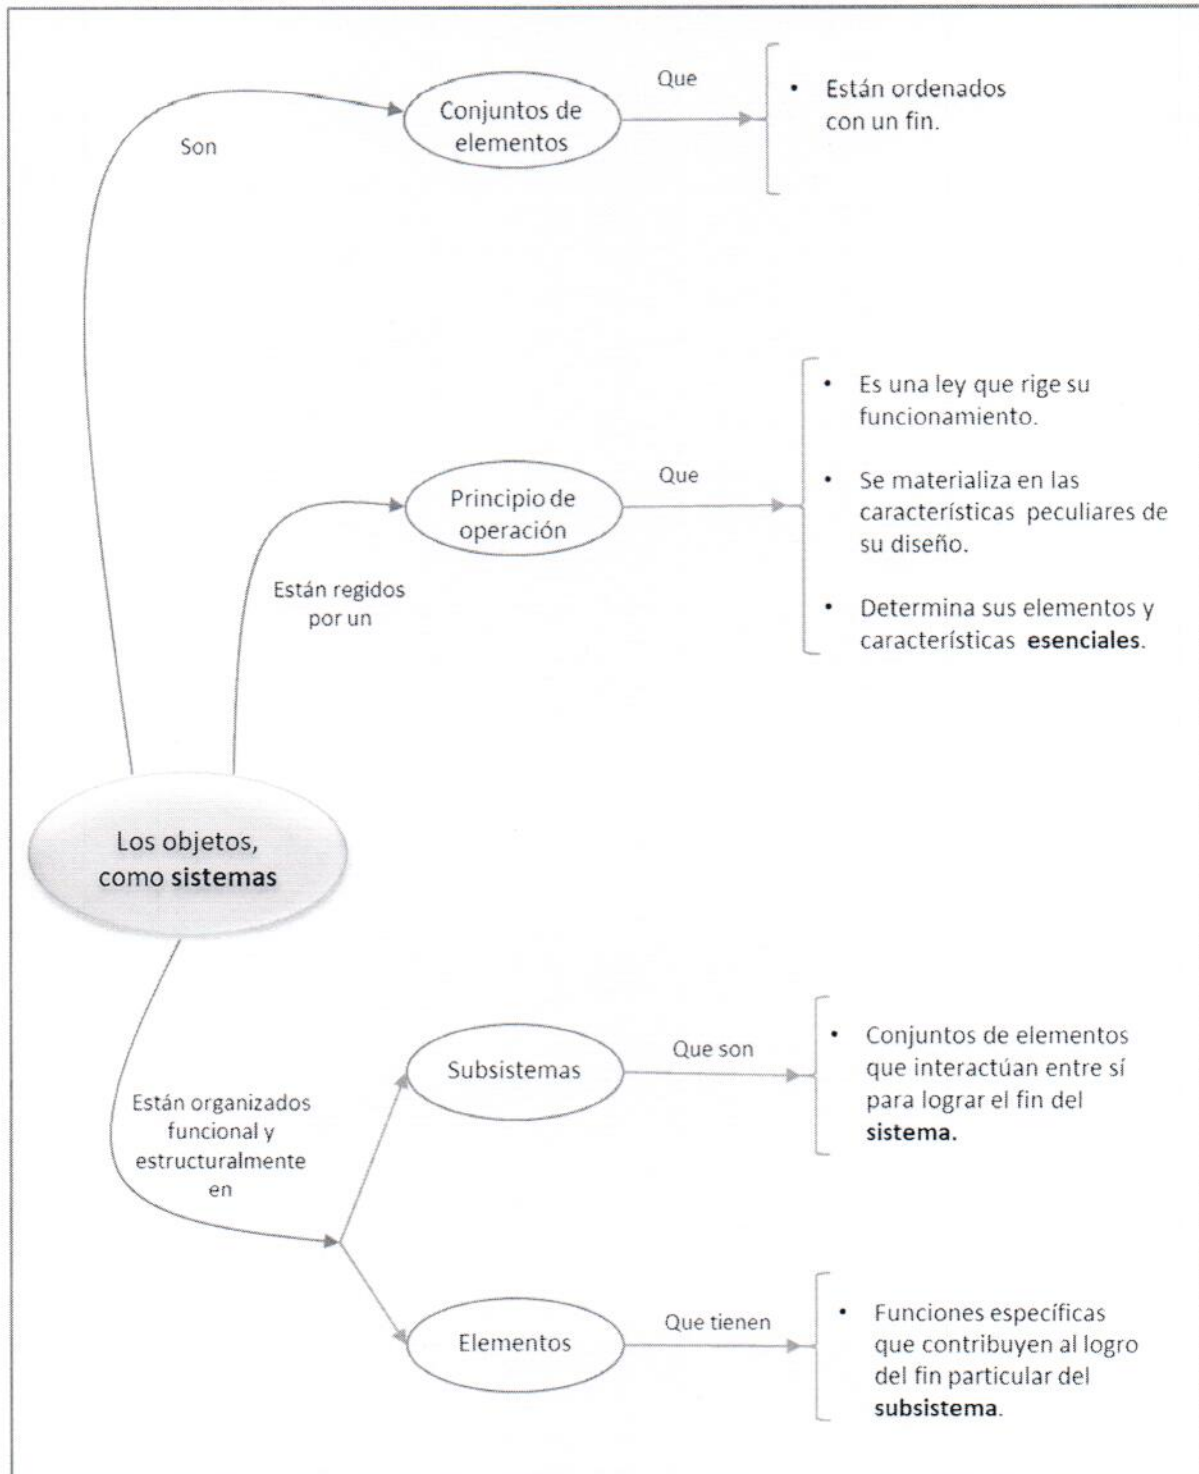 Son
Conjuntos de
elementos
Que
• Están ordenados
con un fin.
Están regidos
por un
Principio de
operación
Que
• Es una ley que rige su
funcionamiento.
• Se materializa en las
características peculiares de
su diseño.
• Determina sus elementos y
características esenciales.
Los objetos,
como sistemas
Están organizados
funcional y
estructuralmente
en
Subsistemas
Que son
• Conjuntos de elementos
que interactúan entre sí
para lograr el fin del
sistema.
Elementos
Que tienen
• Funciones específicas
que contribuyen al logro
del fin particular del
subsistema.